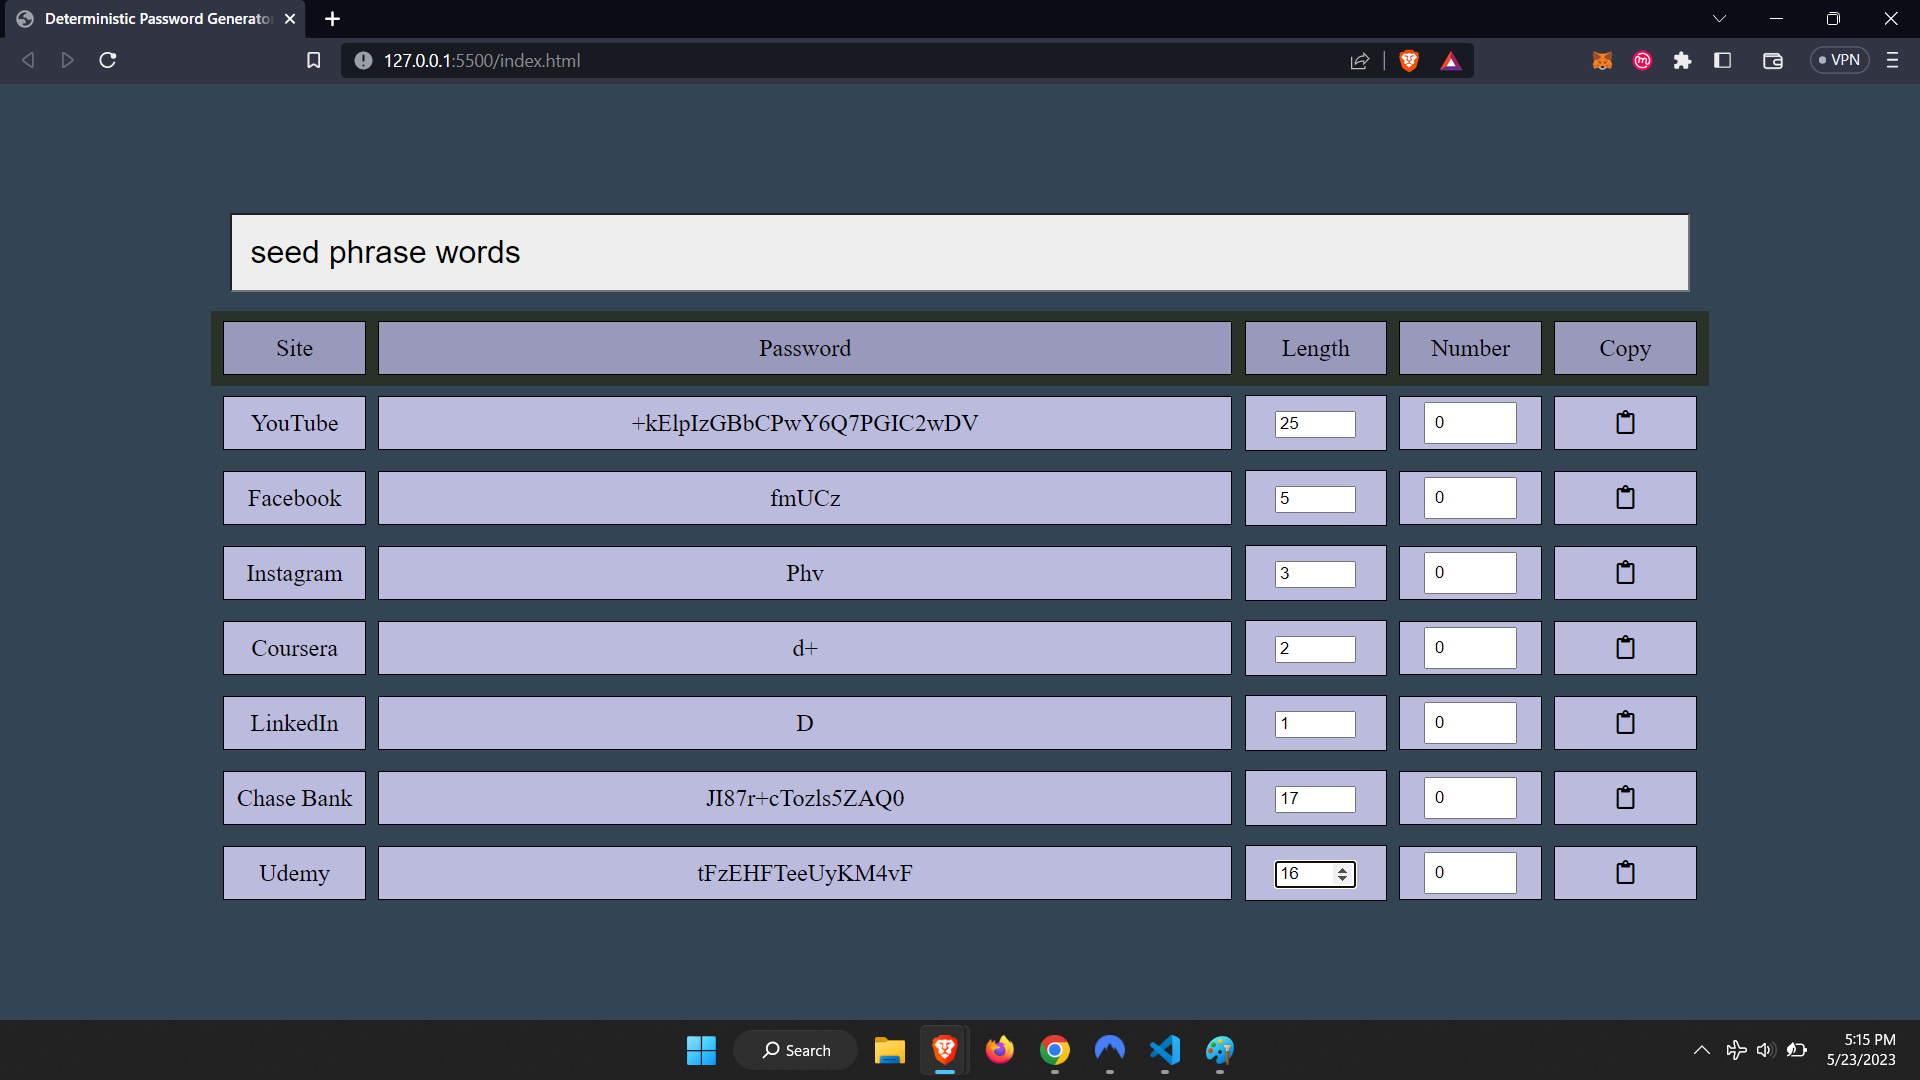 Deterministic Password Generato
127.0.0.1:5500/index.html
VPN
seed phrase words
Site Password Length Number Copy
YouTube +kElpIzGBbCPwY6Q7PGIC2wDV 25 0
Facebook fmUCz 5 0
Instagram Phv 3 0
Coursera d+ 2 0
LinkedIn D 1 0
Chase Bank JI87r+cTozls5ZAQ0 17 0
Udemy tFzEHFTeeUyKM4vF 16 0
Search
5:15 PM
5/23/2023